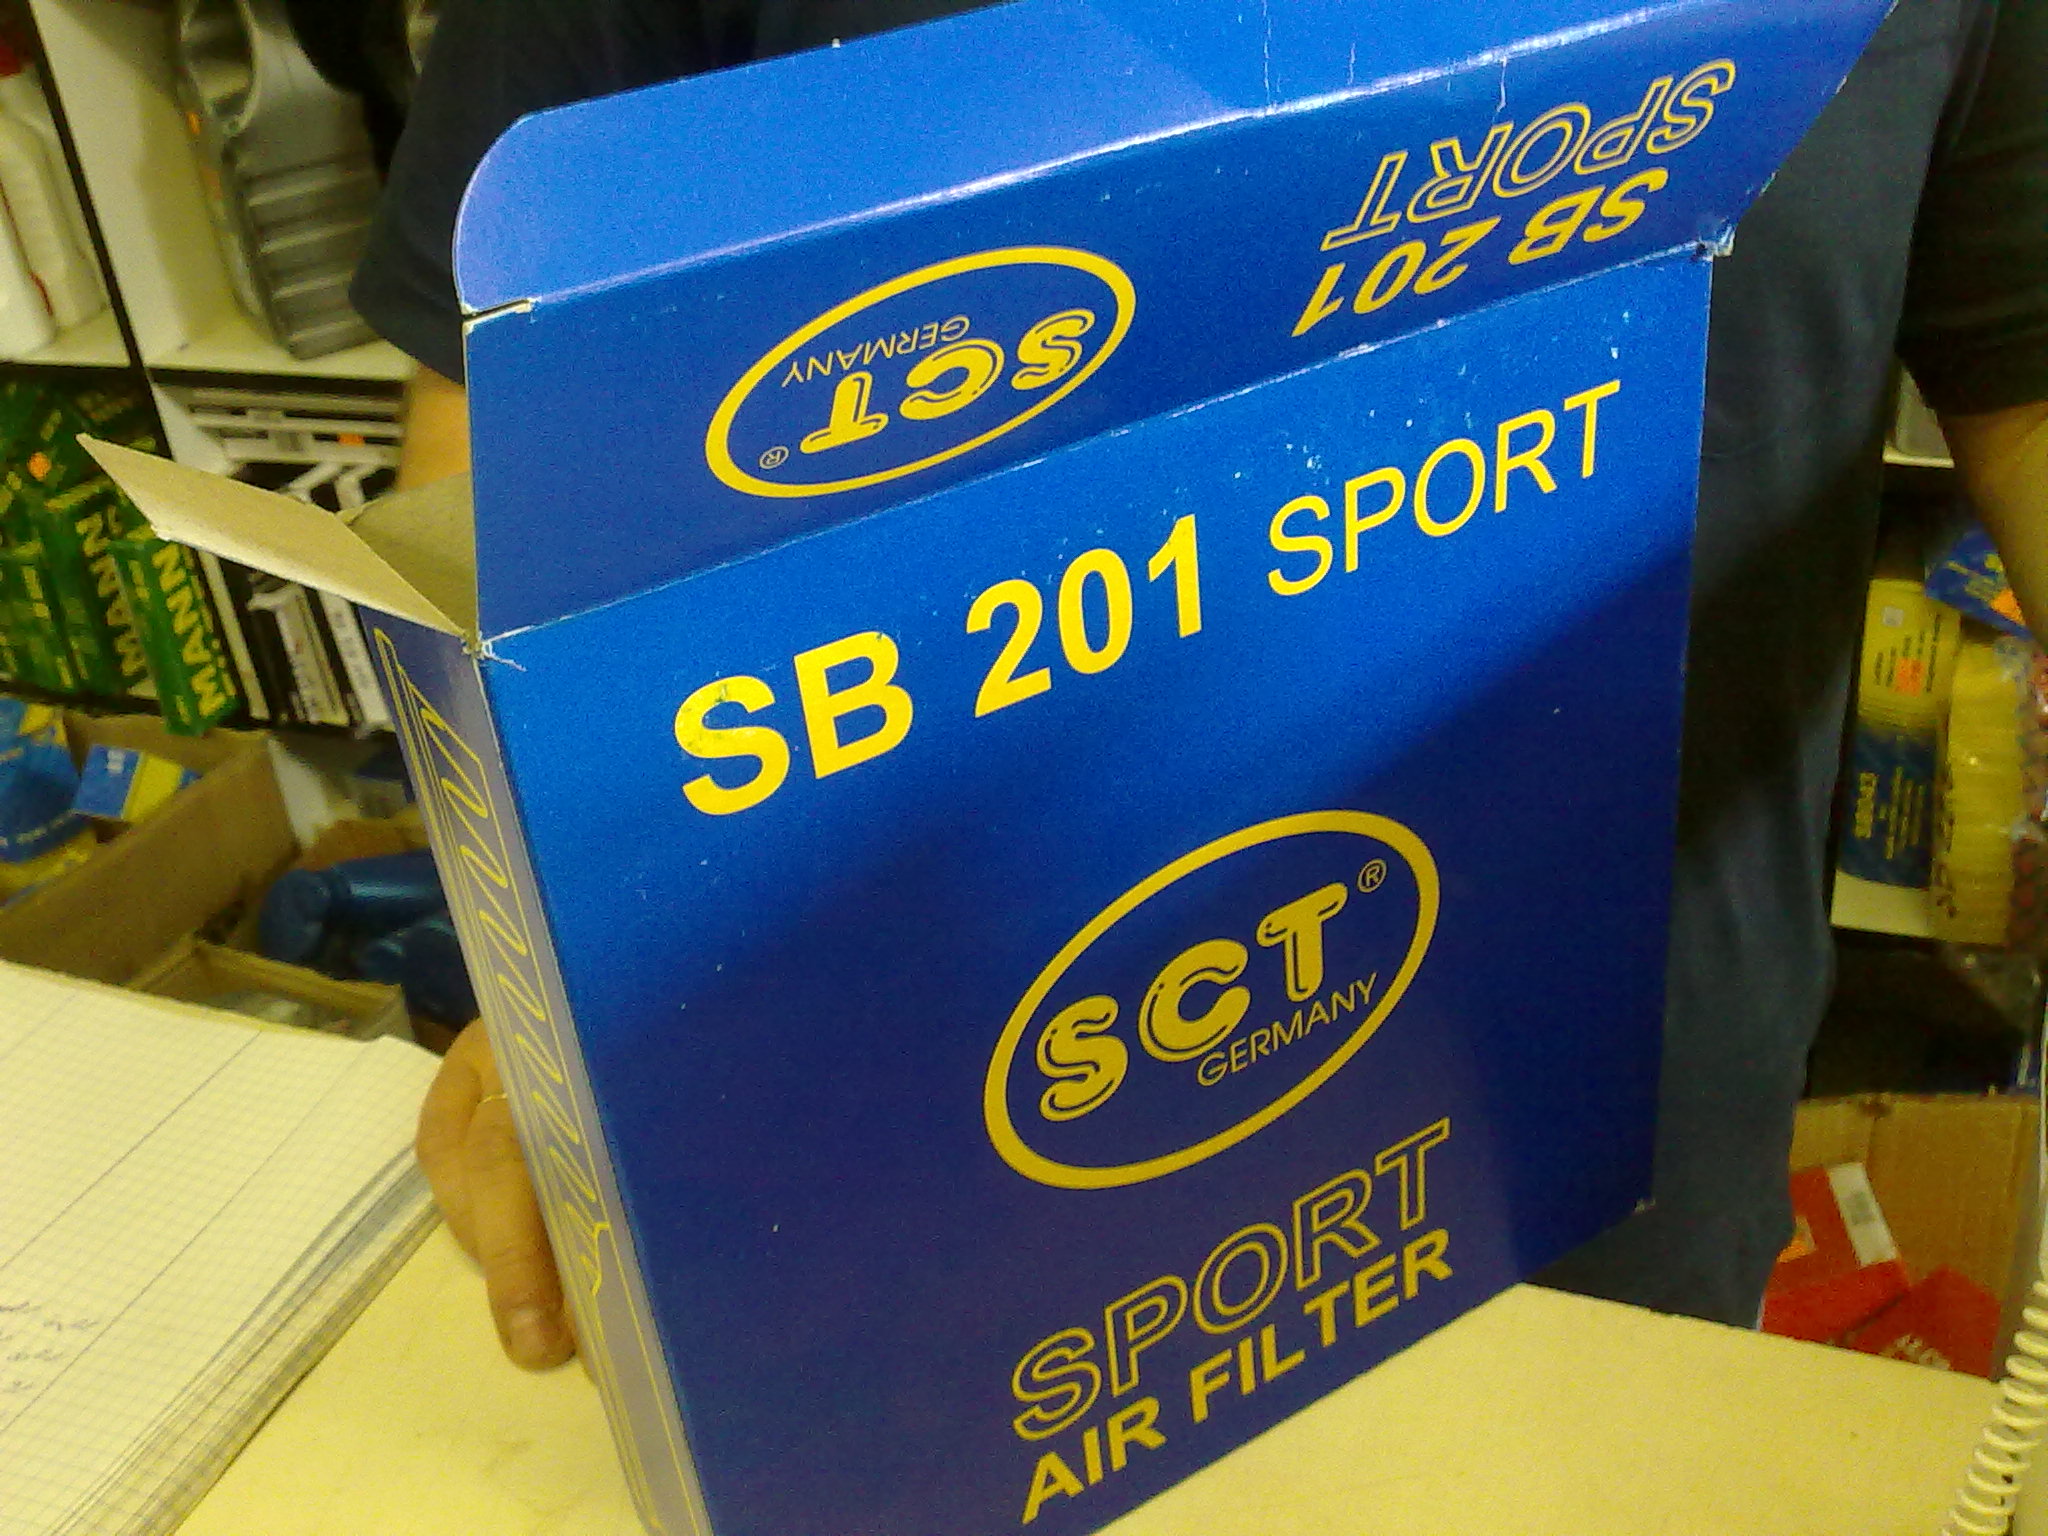 SPORT
SB 201
SCT ®
GERMANY
SB 201 SPORT
SCT ®
GERMANY
SPORT
AIR FILTER
MANN
MANN